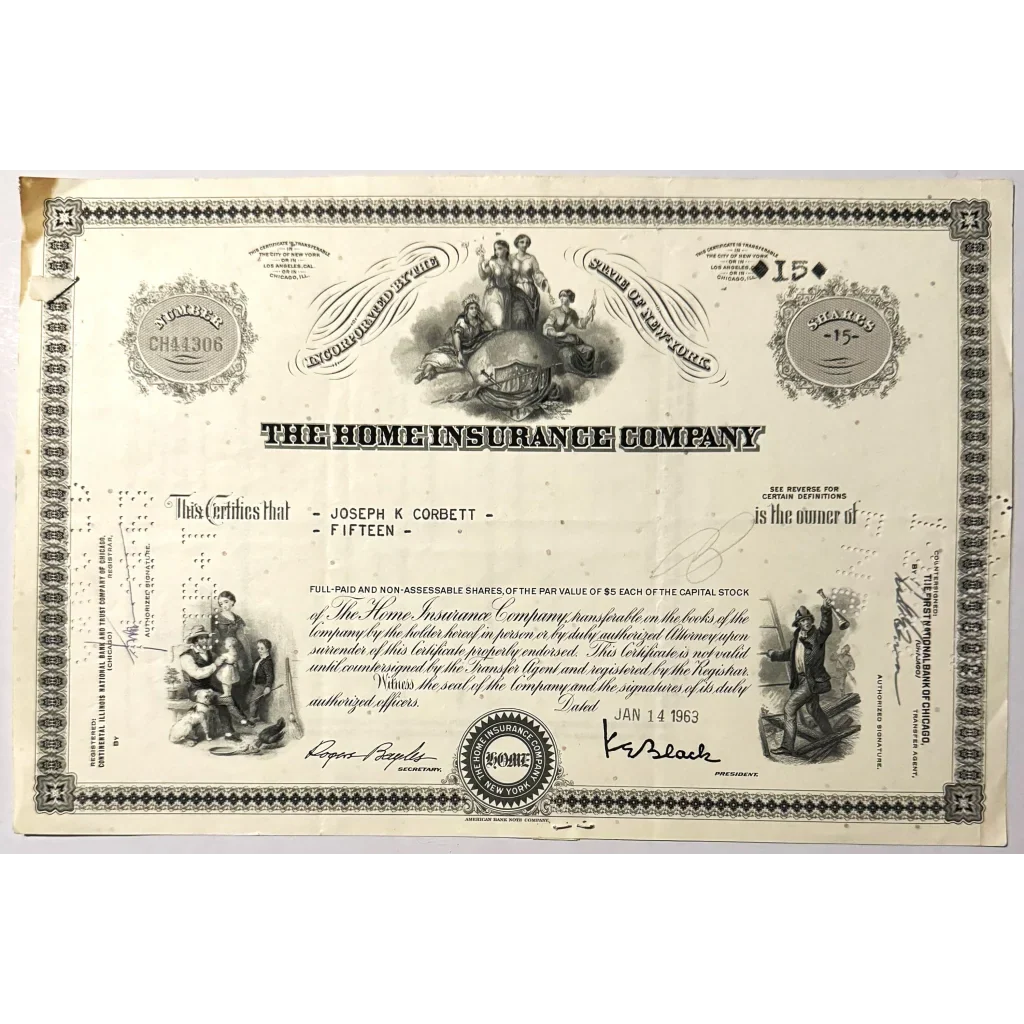 THIS CERTIFICATE IS TRANSFERABLE
— IN —
THE CITY OF NEW YORK
— OR IN —
LOS ANGELES, CAL.
— OR IN —
CHICAGO, ILL.
INCORPORATED BY THE
STATE OF NEW-YORK.
THIS CERTIFICATE IS TRANSFERABLE
— IN —
THE CITY OF NEW YORK
— OR IN —
LOS ANGELES,
— OR IN —
CHICAGO, ILL.
◆15◆
NUMBER
CH44306
SHARES
-15-
THE HOME INSURANCE COMPANY
SEE REVERSE FOR
CERTAIN DEFINITIONS
This Certifies that - JOSEPH K CORBETT - is the owner of
- FIFTEEN -
FULL-PAID AND NON-ASSESSABLE SHARES, OF THE PAR VALUE OF $5 EACH OF THE CAPITAL STOCK
of The Home Insurance Company, transferable on the books of the
Company by the holder hereof in person or by duly authorized Attorney upon
surrender of this Certificate properly endorsed. This Certificate is not valid
until countersigned by the Transfer Agent and registered by the Registrar.
Witness, the seal of the Company and the signatures of its duly
authorized officers. Dated JAN 14 1963
REGISTERED:
CONTINENTAL ILLINOIS NATIONAL BANK AND TRUST COMPANY OF CHICAGO,
(CHICAGO) REGISTRAR,
BY
AUTHORIZED SIGNATURE.
COUNTERSIGNED:
THE FIRST NATIONAL BANK OF CHICAGO,
(CHICAGO) TRANSFER AGENT,
BY
AUTHORIZED SIGNATURE.
SECRETARY.
THE HOME INSURANCE COMPANY
HOME
NEW YORK
K E Black
PRESIDENT.
AMERICAN BANK NOTE COMPANY.